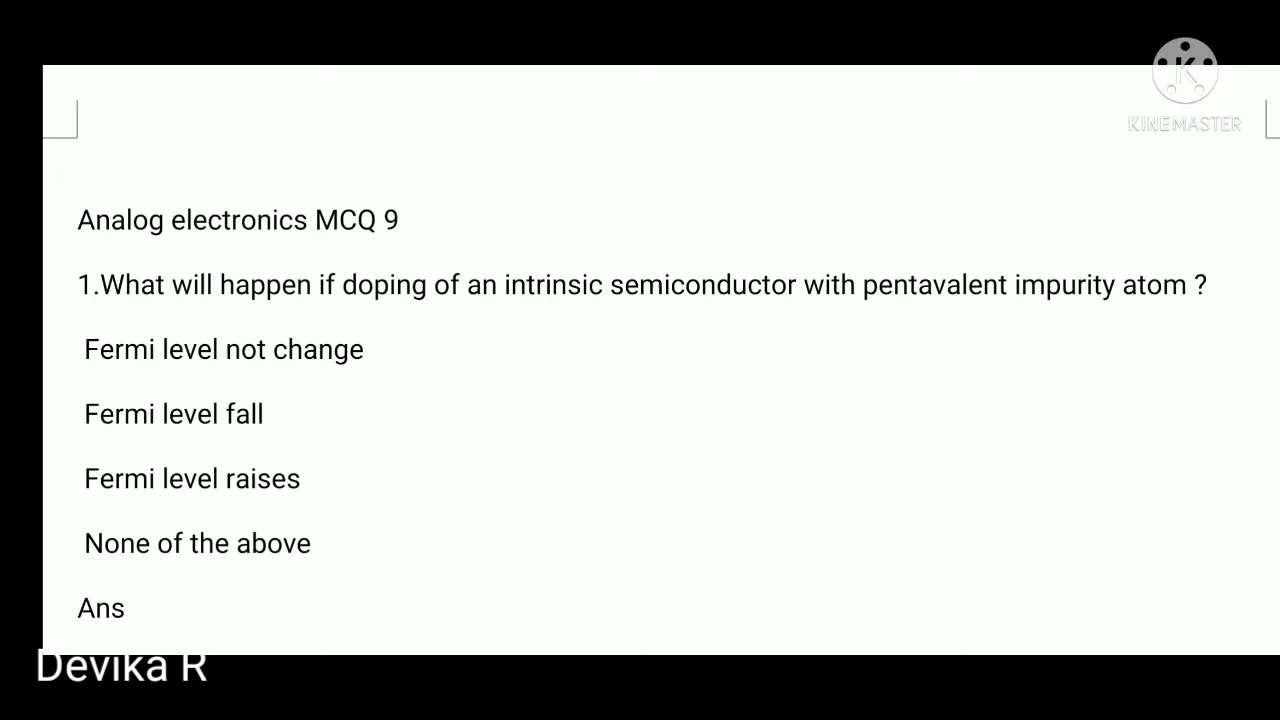 KINEMASTER
Analog electronics MCQ 9
1.What will happen if doping of an intrinsic semiconductor with pentavalent impurity atom ?
Fermi level not change
Fermi level fall
Fermi level raises
None of the above
Ans
Devika R